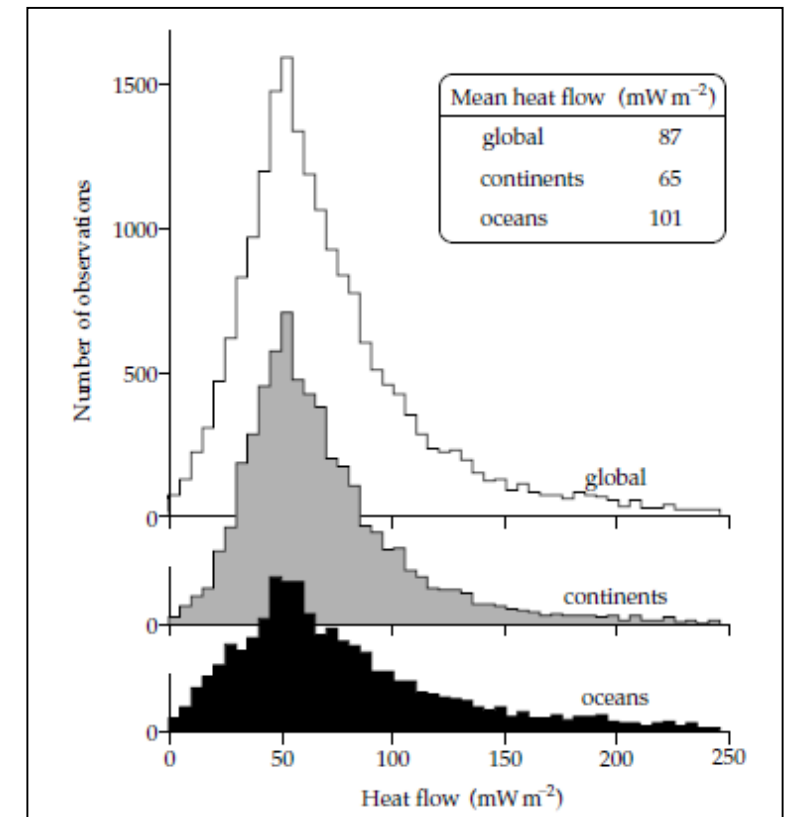 1500
Mean heat flow (mW m⁻²)
global 87
continents 65
oceans 101
1000
Number of observations
500
global
0
continents
0
oceans
0
0 50 100 150 200 250
Heat flow (mW m⁻²)